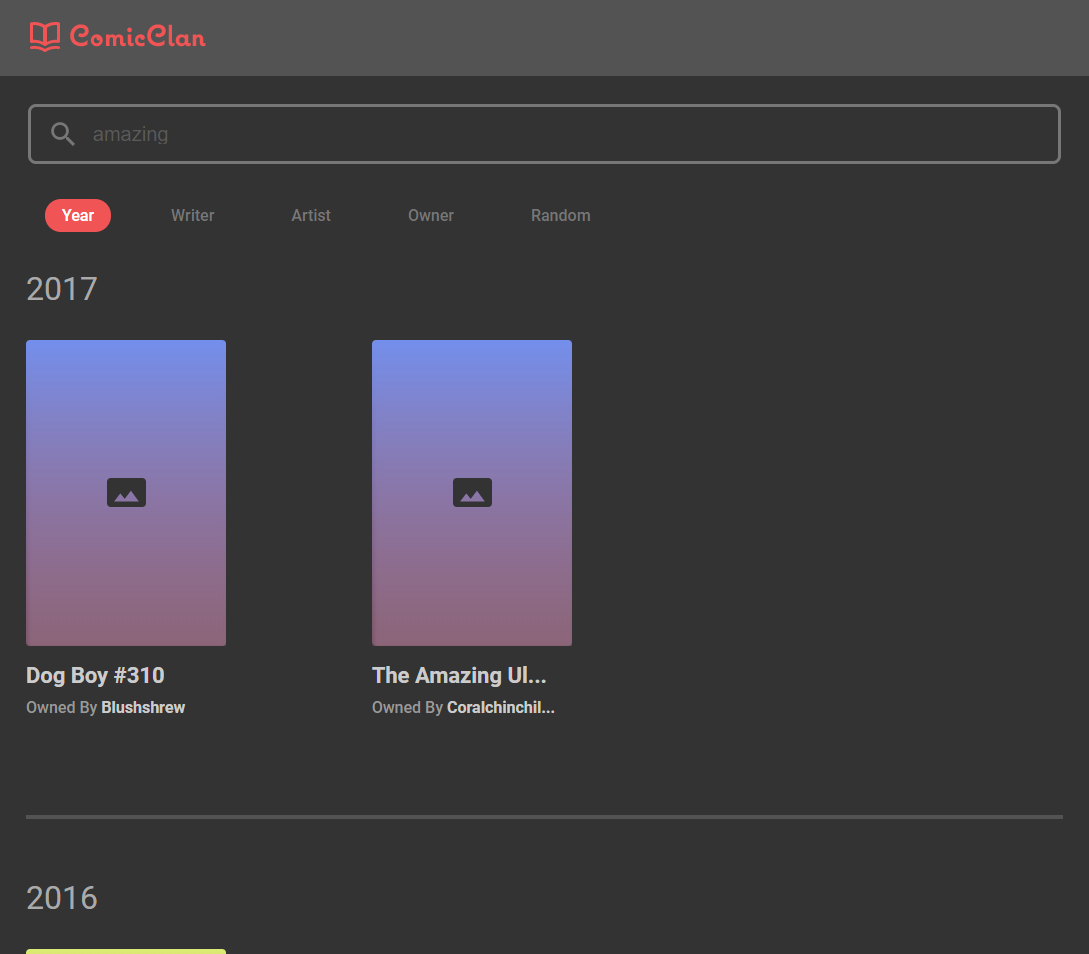 ComicClan
amazing
Year Writer Artist Owner Random
2017
Dog Boy #310 The Amazing Ul...
Owned By Blushshrew Owned By Coralchinchil...
2016